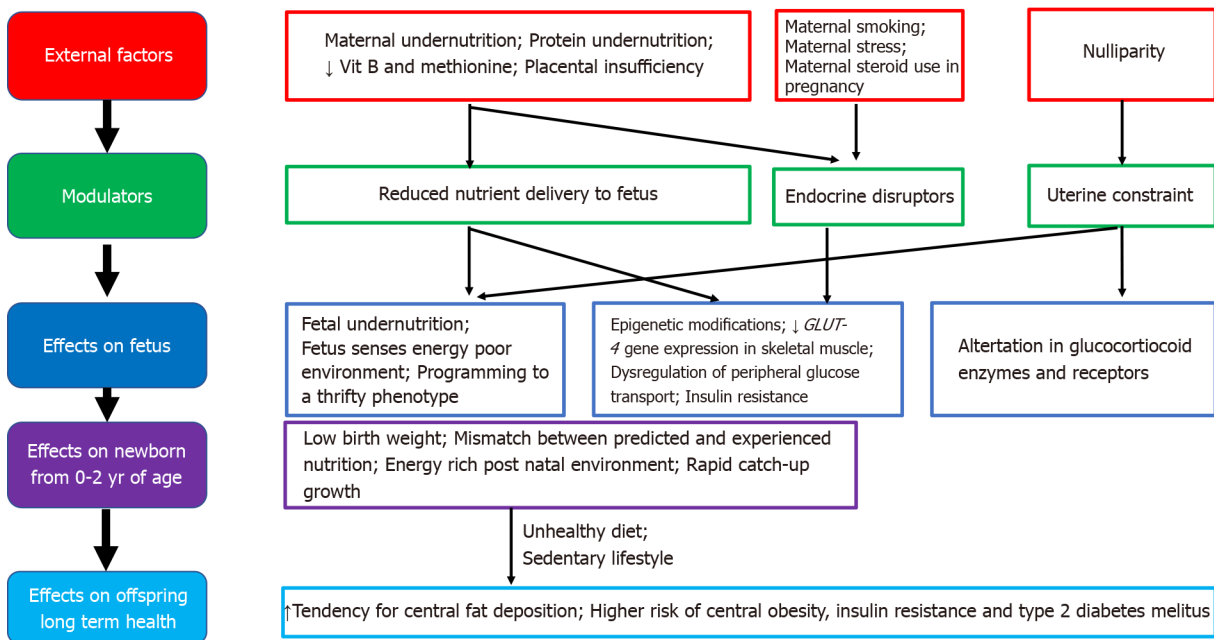 External factors
Maternal undernutrition; Protein undernutrition;
↓ Vit B and methionine; Placental insufficiency
Maternal smoking;
Maternal stress;
Maternal steroid use in
pregnancy
Nulliparity
Modulators
Reduced nutrient delivery to fetus
Endocrine disruptors
Uterine constraint
Effects on fetus
Fetal undernutrition;
Fetus senses energy poor
environment; Programming to
a thrifty phenotype
Epigenetic modifications; ↓ GLUT-
4 gene expression in skeletal muscle;
Dysregulation of peripheral glucose
transport; Insulin resistance
Altertation in glucocortiocoid
enzymes and receptors
Effects on newborn
from 0-2 yr of age
Low birth weight; Mismatch between predicted and experienced
nutrition; Energy rich post natal environment; Rapid catch-up
growth
Unhealthy diet;
Sedentary lifestyle
Effects on offspring
long term health
↑Tendency for central fat deposition; Higher risk of central obesity, insulin resistance and type 2 diabetes melitus